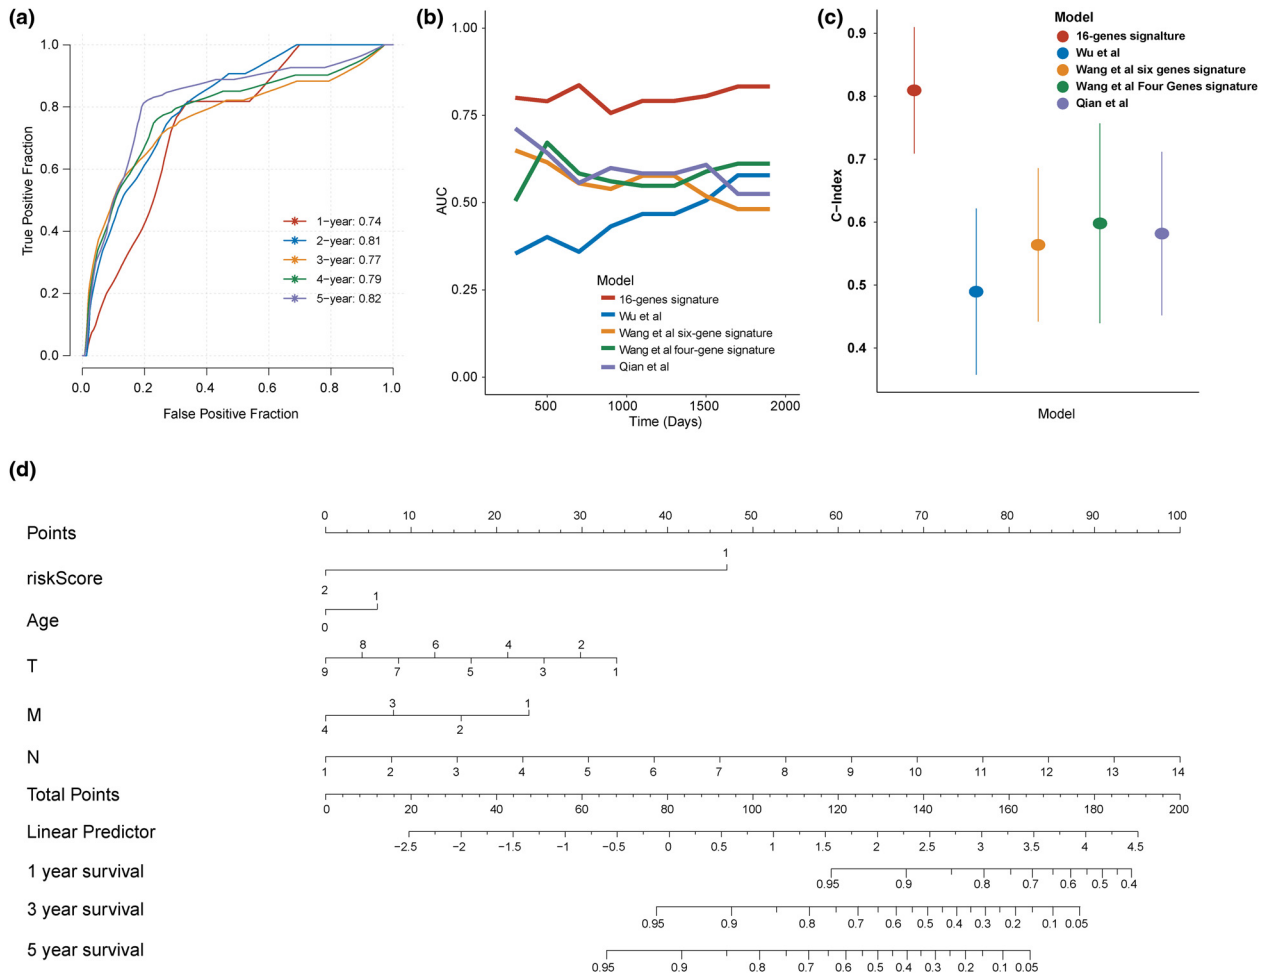 (a)
True Positive Fraction
1.0
0.8
0.6
0.4
0.2
0.0
1-year: 0.74
2-year: 0.81
3-year: 0.77
4-year: 0.79
5-year: 0.82
0.0 0.2 0.4 0.6 0.8 1.0
False Positive Fraction
(b)
AUC
1.00
0.75
0.50
0.25
0.00
Model
16-genes signature
Wu et al
Wang et al six-gene signature
Wang et al four-gene signature
Qian et al
500 1000 1500 2000
Time (Days)
(c)
C-Index
0.9
0.8
0.7
0.6
0.5
0.4
Model
16-genes signalture
Wu et al
Wang et al six genes signature
Wang et al Four Genes signature
Qian et al
Model
(d)
Points
0 10 20 30 40 50 60 70 80 90 100
riskScore
1
2
Age
1
0
T
8 6 4 2
9 7 5 3 1
M
3 1
4 2
N
1 2 3 4 5 6 7 8 9 10 11 12 13 14
Total Points
0 20 40 60 80 100 120 140 160 180 200
Linear Predictor
-2.5 -2 -1.5 -1 -0.5 0 0.5 1 1.5 2 2.5 3 3.5 4 4.5
1 year survival
0.95 0.9 0.8 0.7 0.6 0.5 0.4
3 year survival
0.95 0.9 0.8 0.7 0.6 0.5 0.4 0.3 0.2 0.1 0.05
5 year survival
0.95 0.9 0.8 0.7 0.6 0.5 0.4 0.3 0.2 0.1 0.05